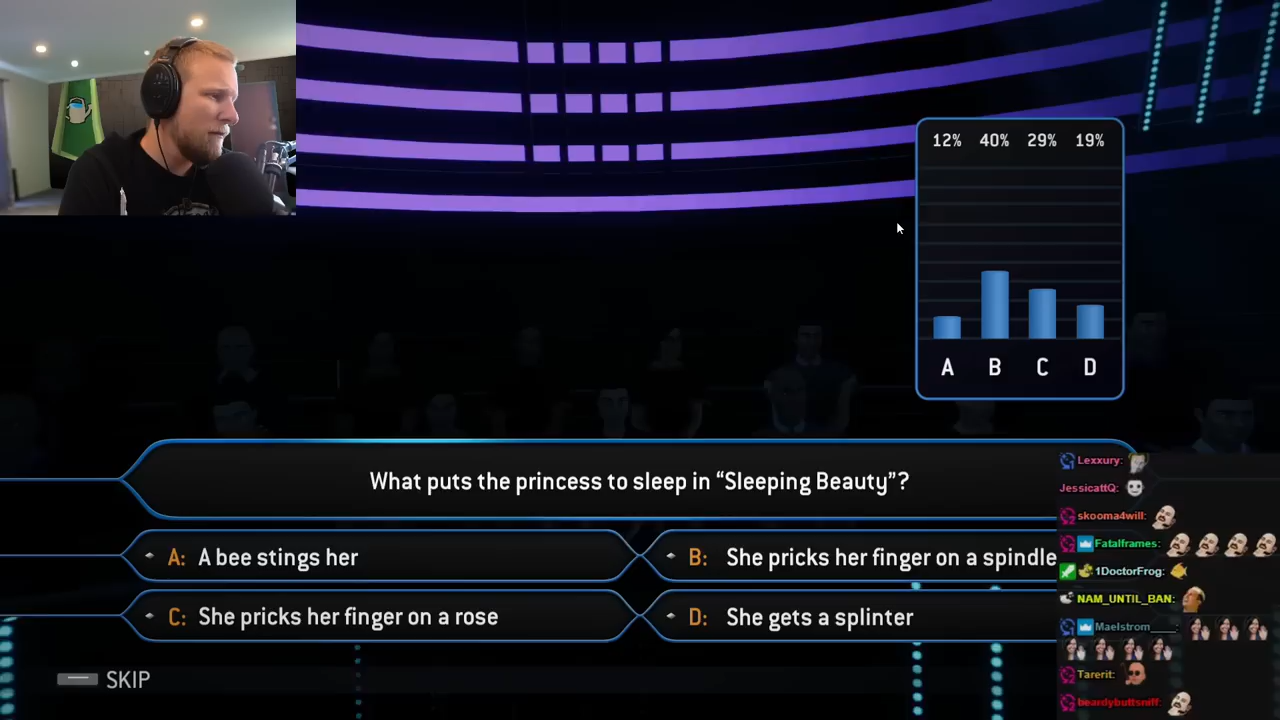 12% 40% 29% 19%
A B C D
What puts the princess to sleep in “Sleeping Beauty”?
A: A bee stings her
B: She pricks her finger on a spindle
C: She pricks her finger on a rose
D: She gets a splinter
SKIP
Lexxury:
JessicattQ:
skooma4will:
Fatalframes:
1DoctorFrog:
NAM_UNTIL_BAN:
Maelstrom____:
Tarerit:
beardybuttsniff: